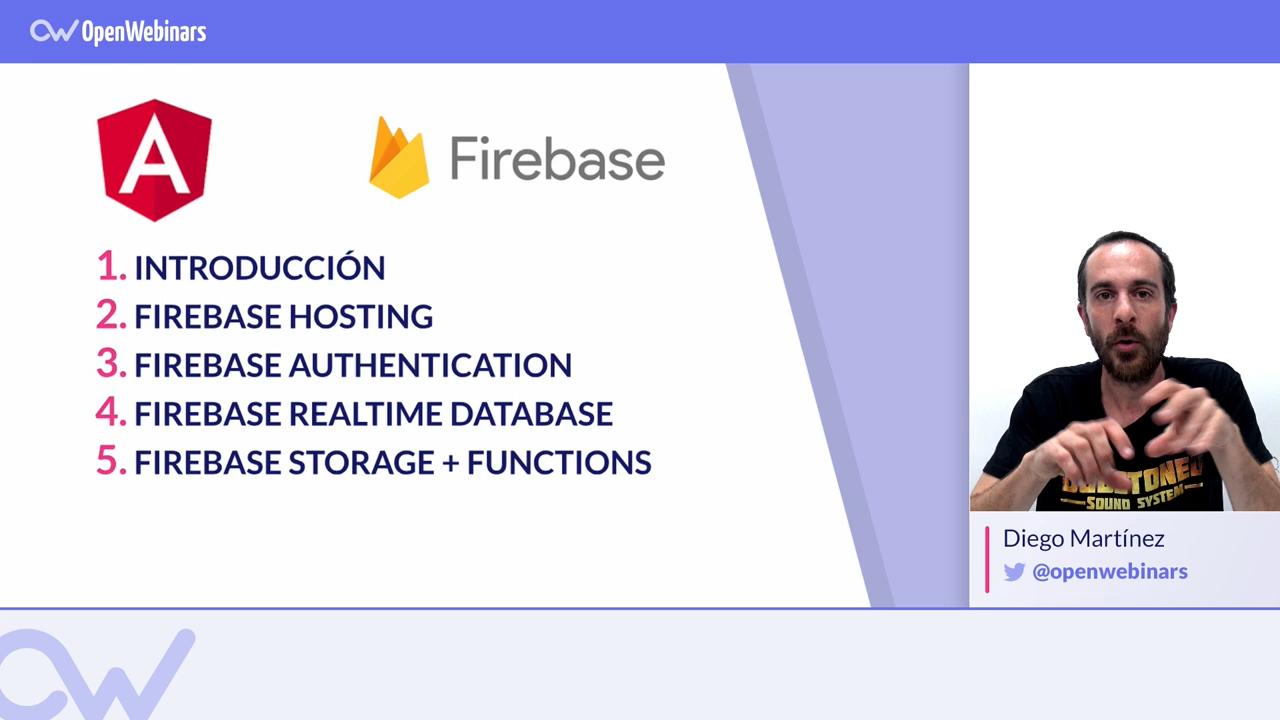 OpenWebinars
Firebase
1. INTRODUCCIÓN
2. FIREBASE HOSTING
3. FIREBASE AUTHENTICATION
4. FIREBASE REALTIME DATABASE
5. FIREBASE STORAGE + FUNCTIONS
SOUND SYSTEM
Diego Martínez
@openwebinars